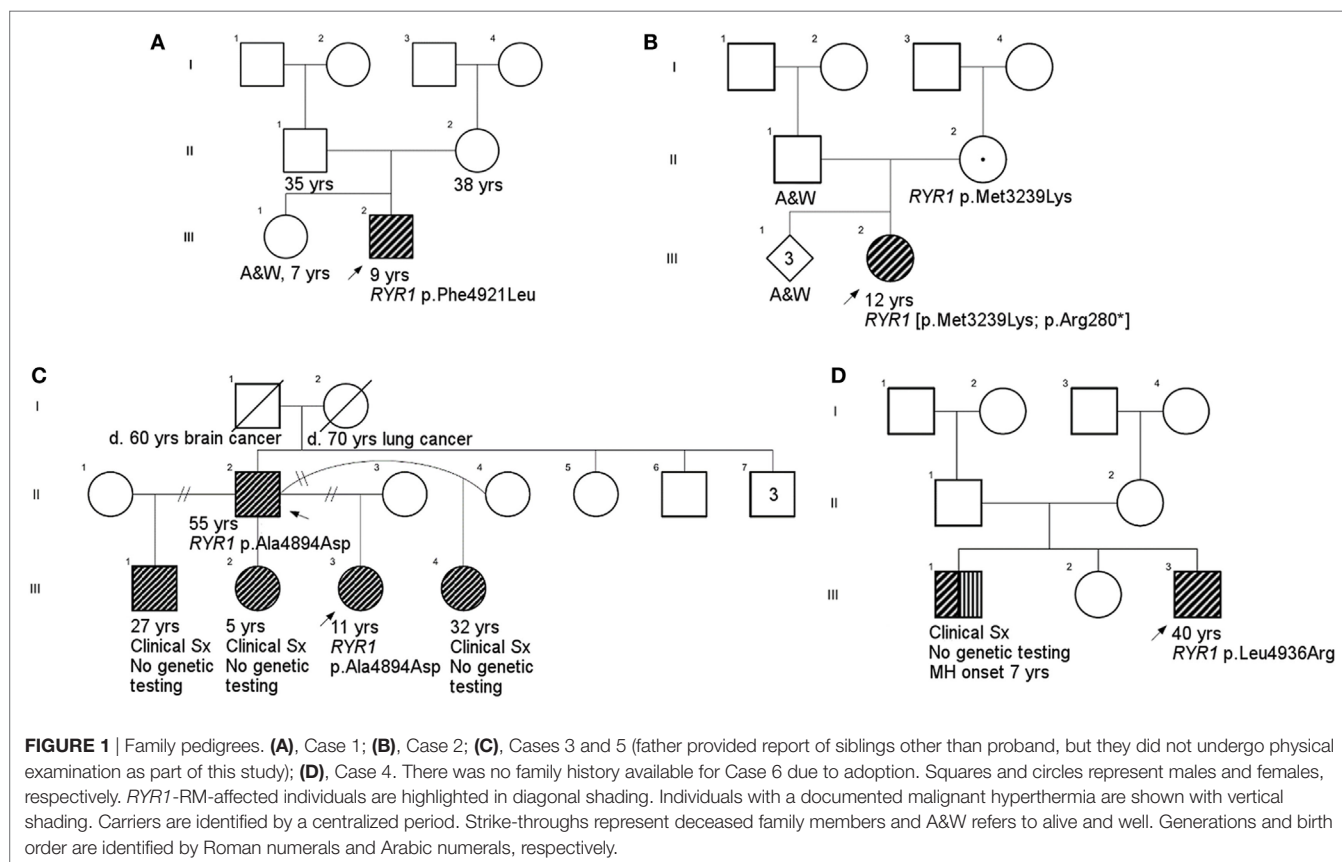 A
1
2
3
4
I
1
2
II
35 yrs
38 yrs
1
2
III
A&W, 7 yrs
9 yrs
RYR1 p.Phe4921Leu
B
1
2
3
4
I
1
2
II
A&W
RYR1 p.Met3239Lys
1
2
III
3
A&W
12 yrs
RYR1 [p.Met3239Lys; p.Arg280*]
C
1
2
I
d. 60 yrs brain cancer
d. 70 yrs lung cancer
1
2
3
4
5
6
7
II
3
55 yrs
RYR1 p.Ala4894Asp
1
2
3
4
III
27 yrs
Clinical Sx
No genetic
testing
5 yrs
Clinical Sx
No genetic
testing
11 yrs
RYR1
p.Ala4894Asp
32 yrs
Clinical Sx
No genetic
testing
D
1
2
3
4
I
1
2
II
1
2
3
III
Clinical Sx
No genetic testing
MH onset 7 yrs
40 yrs
RYR1 p.Leu4936Arg
FIGURE 1 | Family pedigrees. (A), Case 1; (B), Case 2; (C), Cases 3 and 5 (father provided report of siblings other than proband, but they did not undergo physical
examination as part of this study); (D), Case 4. There was no family history available for Case 6 due to adoption. Squares and circles represent males and females,
respectively. RYR1-RM-affected individuals are highlighted in diagonal shading. Individuals with a documented malignant hyperthermia are shown with vertical
shading. Carriers are identified by a centralized period. Strike-throughs represent deceased family members and A&W refers to alive and well. Generations and birth
order are identified by Roman numerals and Arabic numerals, respectively.